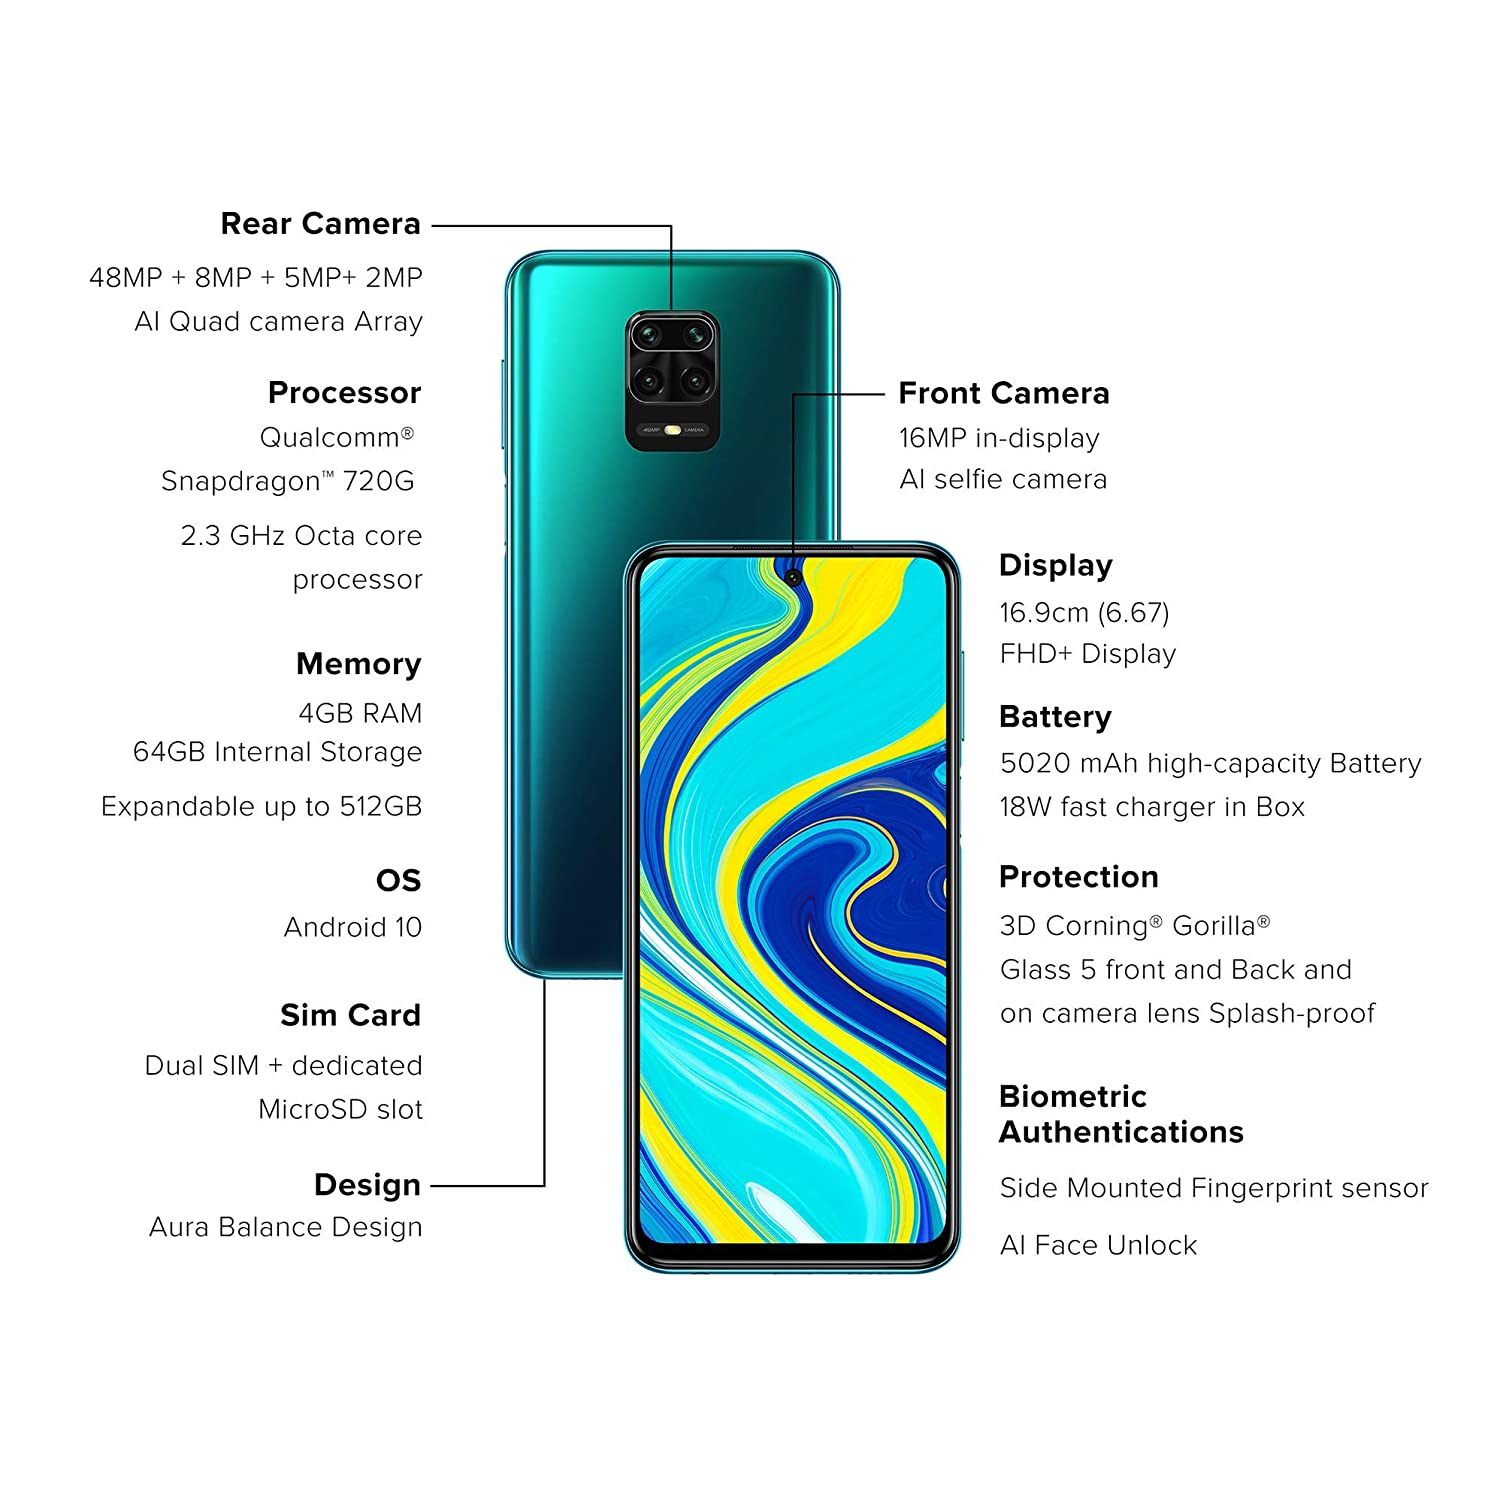 Rear Camera
48MP + 8MP + 5MP+ 2MP
AI Quad camera Array
Processor
Qualcomm®
Snapdragon™ 720G
2.3 GHz Octa core
processor
Memory
4GB RAM
64GB Internal Storage
Expandable up to 512GB
OS
Android 10
Sim Card
Dual SIM + dedicated
MicroSD slot
Design
Aura Balance Design
48MP CAMERA
Front Camera
16MP in-display
AI selfie camera
Display
16.9cm (6.67)
FHD+ Display
Battery
5020 mAh high-capacity Battery
18W fast charger in Box
Protection
3D Corning® Gorilla®
Glass 5 front and Back and
on camera lens Splash-proof
Biometric
Authentications
Side Mounted Fingerprint sensor
AI Face Unlock